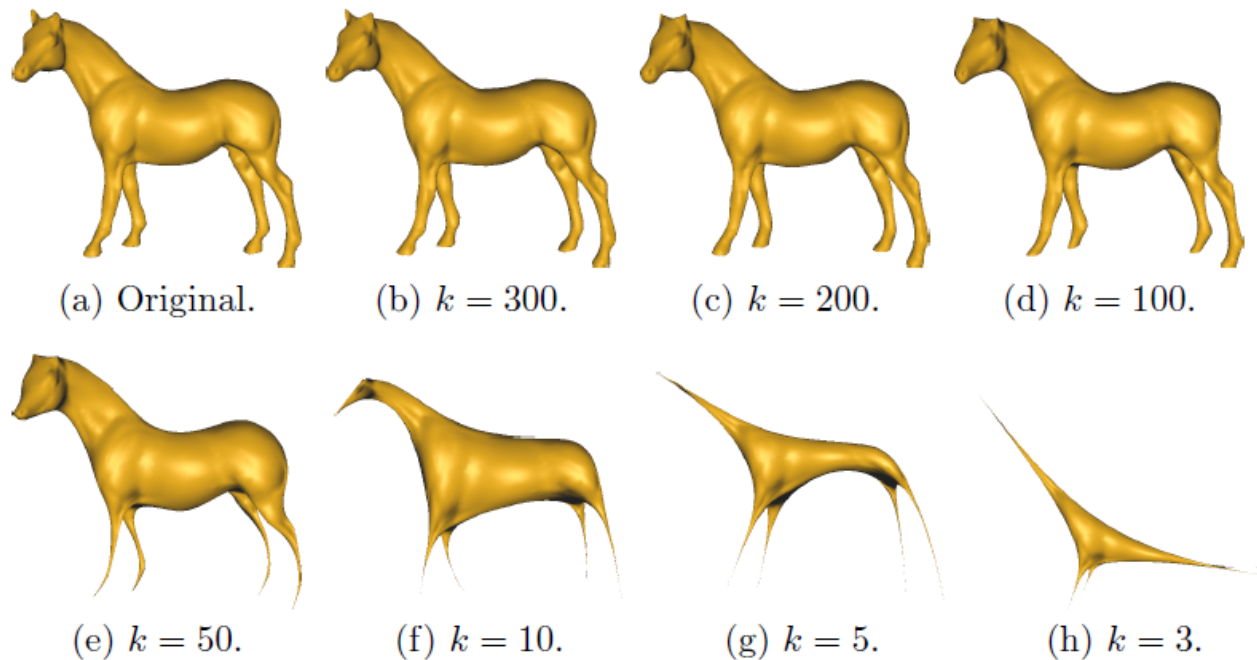 (a) Original.
(b) k = 300.
(c) k = 200.
(d) k = 100.
(e) k = 50.
(f) k = 10.
(g) k = 5.
(h) k = 3.